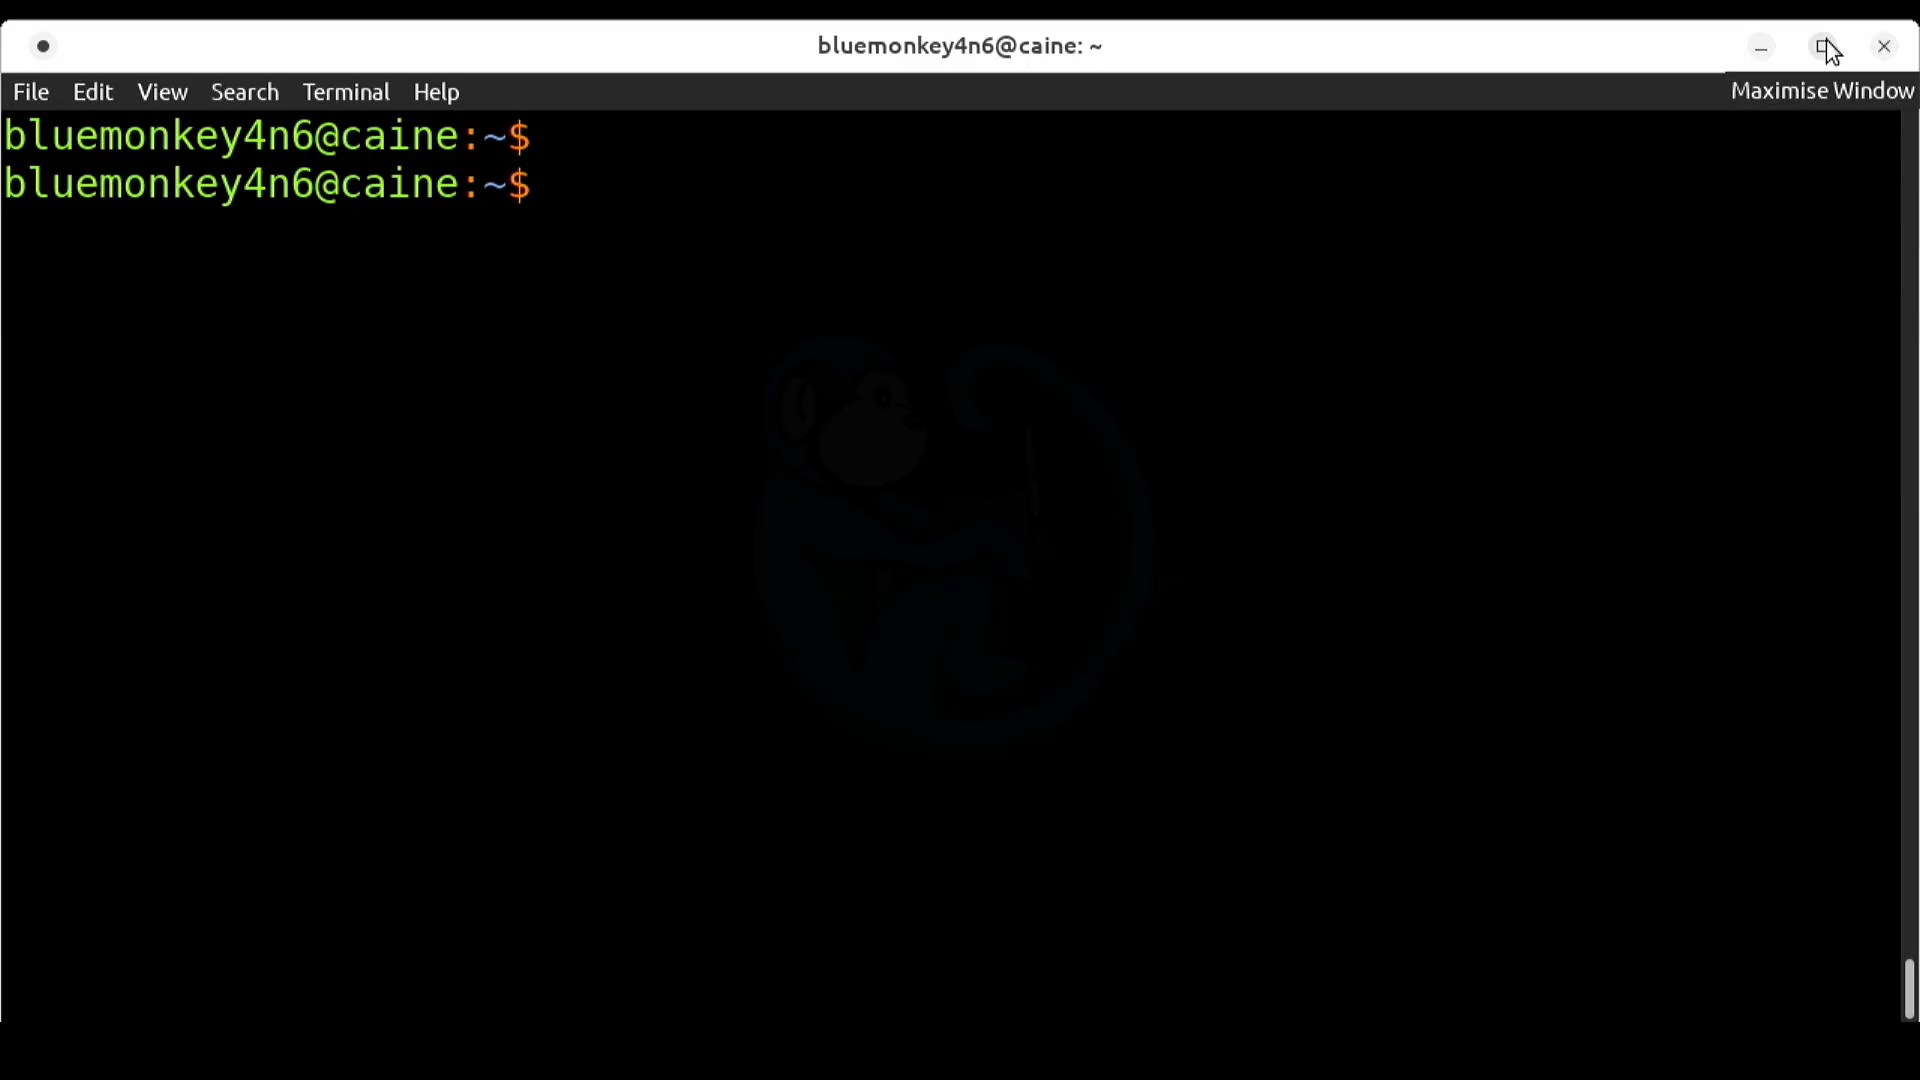 bluemonkey4n6@caine: ~
File Edit View Search Terminal Help
Maximise Window
bluemonkey4n6@caine:~$
bluemonkey4n6@caine:~$